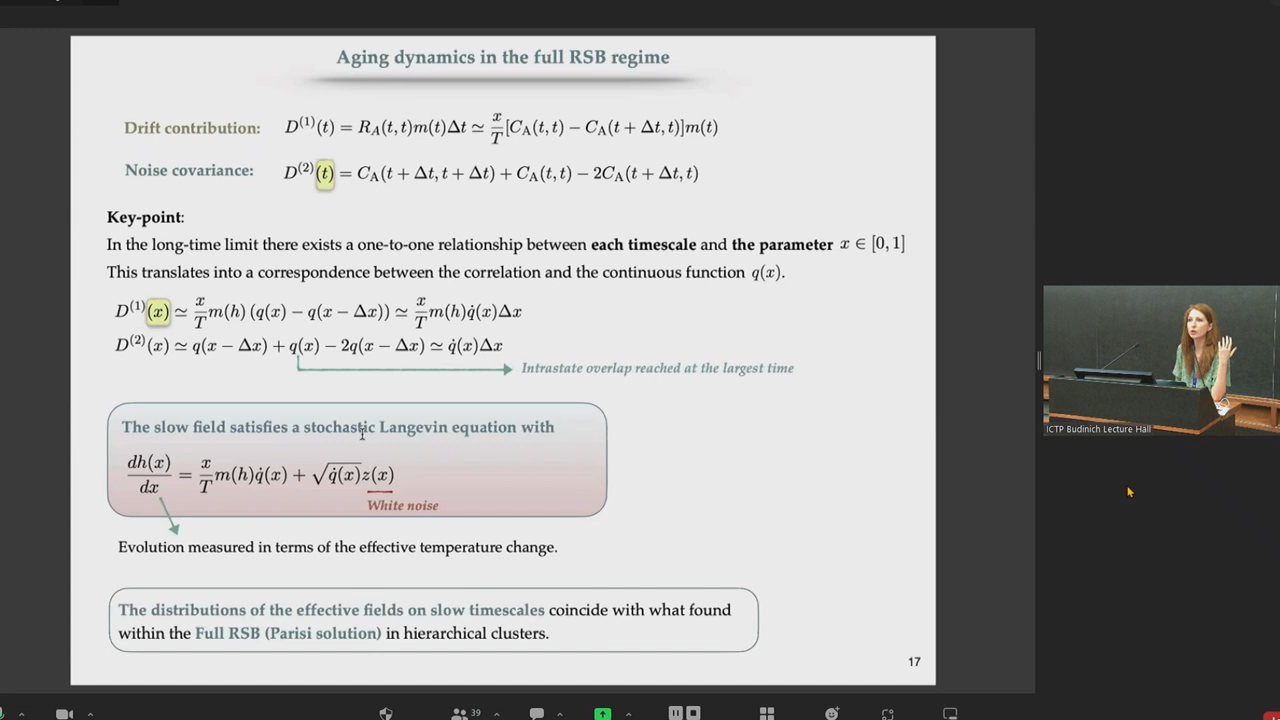 Aging dynamics in the full RSB regime
Drift contribution: D^{(1)}(t) = R_A(t, t)m(t)Δt ≃ \frac{x}{T}[C_A(t, t) − C_A(t + Δt, t)]m(t)
Noise covariance: D^{(2)}(t) = C_A(t + Δt, t + Δt) + C_A(t, t) − 2C_A(t + Δt, t)
Key-point:
In the long-time limit there exists a one-to-one relationship between each timescale and the parameter x ∈ [0, 1]
This translates into a correspondence between the correlation and the continuous function q(x).
D^{(1)}(x) ≃ \frac{x}{T}m(h) (q(x) − q(x − Δx)) ≃ \frac{x}{T}m(h)\dot{q}(x)Δx
D^{(2)}(x) ≃ q(x − Δx) + q(x) − 2q(x − Δx) ≃ \dot{q}(x)Δx
Intrastate overlap reached at the largest time
The slow field satisfies a stochastic Langevin equation with
\frac{dh(x)}{dx} = \frac{x}{T}m(h)\dot{q}(x) + \sqrt{\dot{q}(x)}z(x)
White noise
Evolution measured in terms of the effective temperature change.
The distributions of the effective fields on slow timescales coincide with what found
within the Full RSB (Parisi solution) in hierarchical clusters.
17
ICTP Budinich Lecture Hall
39